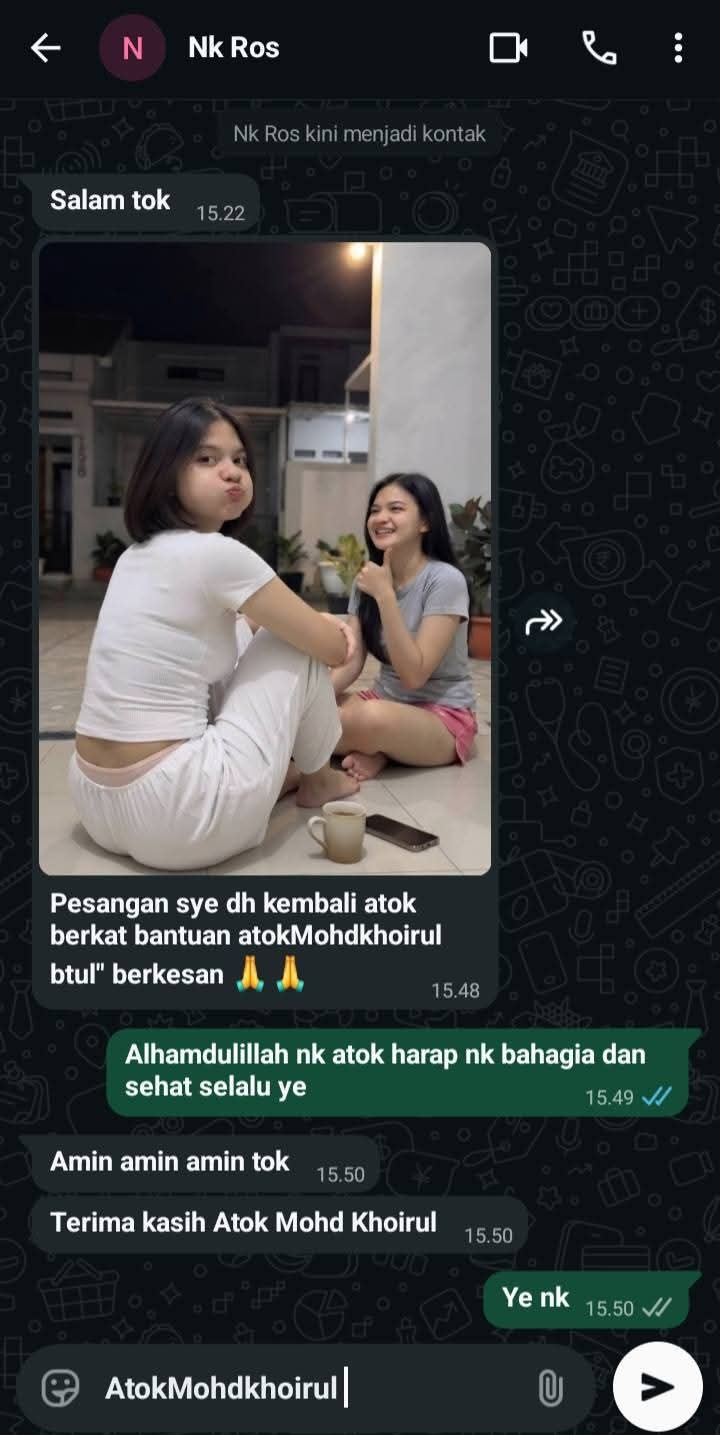 N
Nk Ros
Nk Ros kini menjadi kontak
Salam tok
15.22
Pesangan sye dh kembali atok
berkat bantuan atokMohdkhoirul
btul" berkesan 🙏 🙏
15.48
Alhamdulillah nk atok harap nk bahagia dan
sehat selalu ye
15.49
Amin amin amin tok
15.50
Terima kasih Atok Mohd Khoirul
15.50
Ye nk
15.50
AtokMohdkhoirul